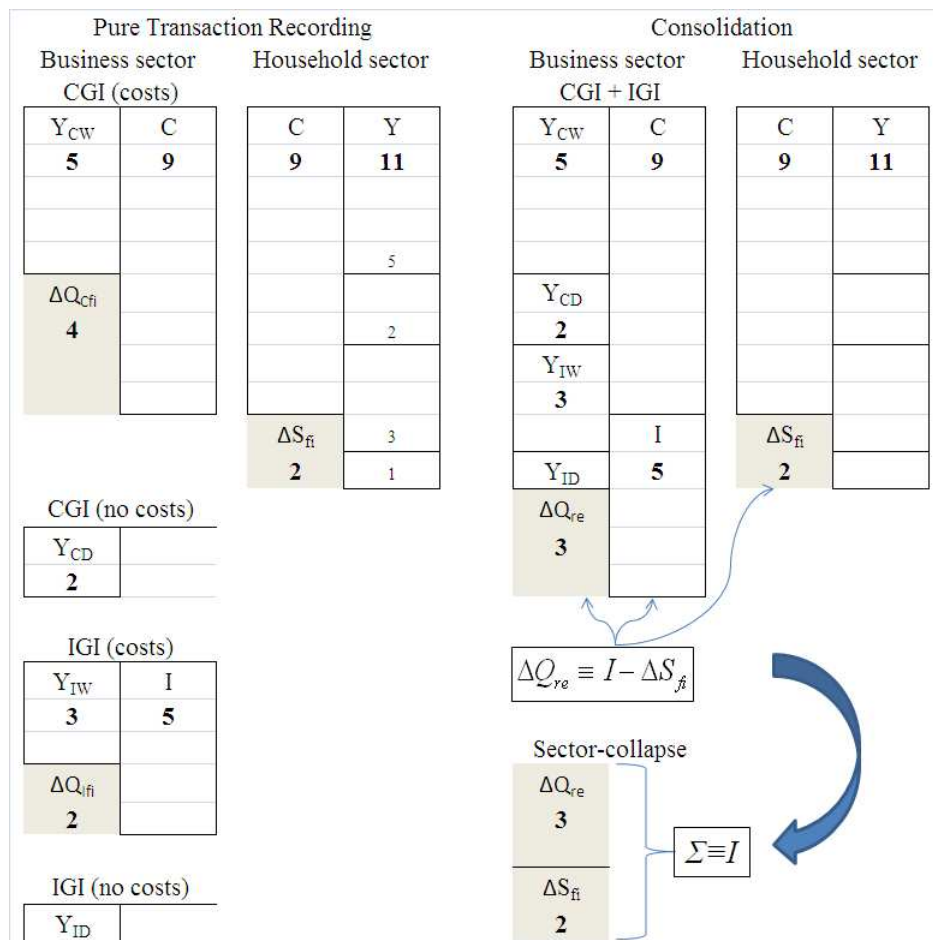 Pure Transaction Recording
Business sector Household sector
CGI (costs)
Y_CW C C Y
5 9 9 11
5
ΔQ_Cfi
4 2
ΔS_fi 3
2 1
CGI (no costs)
Y_CD
2
IGI (costs)
Y_IW I
3 5
ΔQ_Ifi
2
IGI (no costs)
Y_ID
Consolidation
Business sector Household sector
CGI + IGI
Y_CW C C Y
5 9 9 11
Y_CD
2
Y_IW
3
I ΔS_fi
Y_ID 5 2
ΔQ_re
3
ΔQ_re ≡ I − ΔS_fi
Sector-collapse
ΔQ_re
3
Σ≡I
ΔS_fi
2